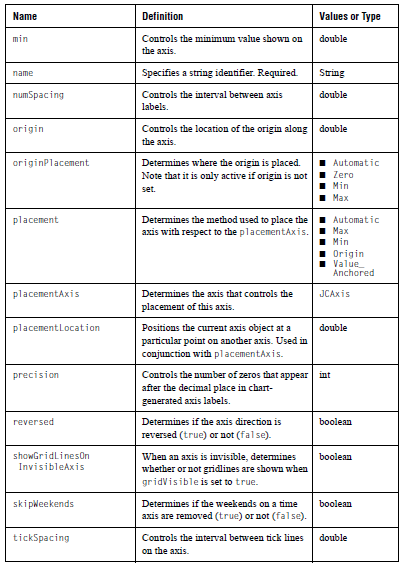 Name Definition Values or Type
min Controls the minimum value shown on double
the axis.
name Specifies a string identifier. Required. String
numSpacing Controls the interval between axis double
labels.
origin Controls the location of the origin along double
the axis.
originPlacement Determines where the origin is placed. ■ Automatic
Note that it is only active if origin is not ■ Zero
set. ■ Min
■ Max
placement Determines the method used to place the ■ Automatic
axis with respect to the placementAxis. ■ Max
■ Min
■ Origin
■ Value_
Anchored
placementAxis Determines the axis that controls the JCAxis
placement of this axis.
placementLocation Positions the current axis object at a double
particular point on another axis. Used in
conjunction with placementAxis.
precision Controls the number of zeros that appear int
after the decimal place in chart-
generated axis labels.
reversed Determines if the axis direction is boolean
reversed (true) or not (false).
showGridLinesOn When an axis is invisible, determines boolean
InvisibleAxis whether or not gridlines are shown when
gridVisible is set to true.
skipWeekends Determines if the weekends on a time boolean
axis are removed (true) or not (false).
tickSpacing Controls the interval between tick lines double
on the axis.